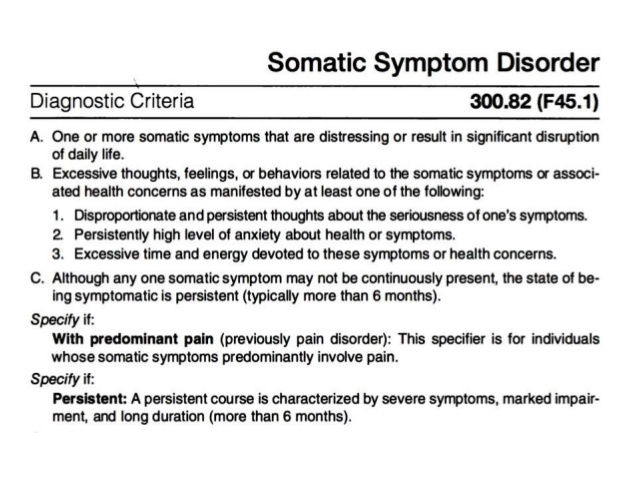 Somatic Symptom Disorder
Diagnostic Criteria 300.82 (F45.1)
A. One or more somatic symptoms that are distressing or result in significant disruption
of daily life.
B. Excessive thoughts, feelings, or behaviors related to the somatic symptoms or associ-
ated health concerns as manifested by at least one of the following:
1. Disproportionate and persistent thoughts about the seriousness of one's symptoms.
2. Persistently high level of anxiety about health or symptoms.
3. Excessive time and energy devoted to these symptoms or health concerns.
C. Although any one somatic symptom may not be continuously present, the state of be-
ing symptomatic is persistent (typically more than 6 months).
Specify if:
With predominant pain (previously pain disorder): This specifier is for individuals
whose somatic symptoms predominantly involve pain.
Specify if:
Persistent: A persistent course is characterized by severe symptoms, marked impair-
ment, and long duration (more than 6 months).